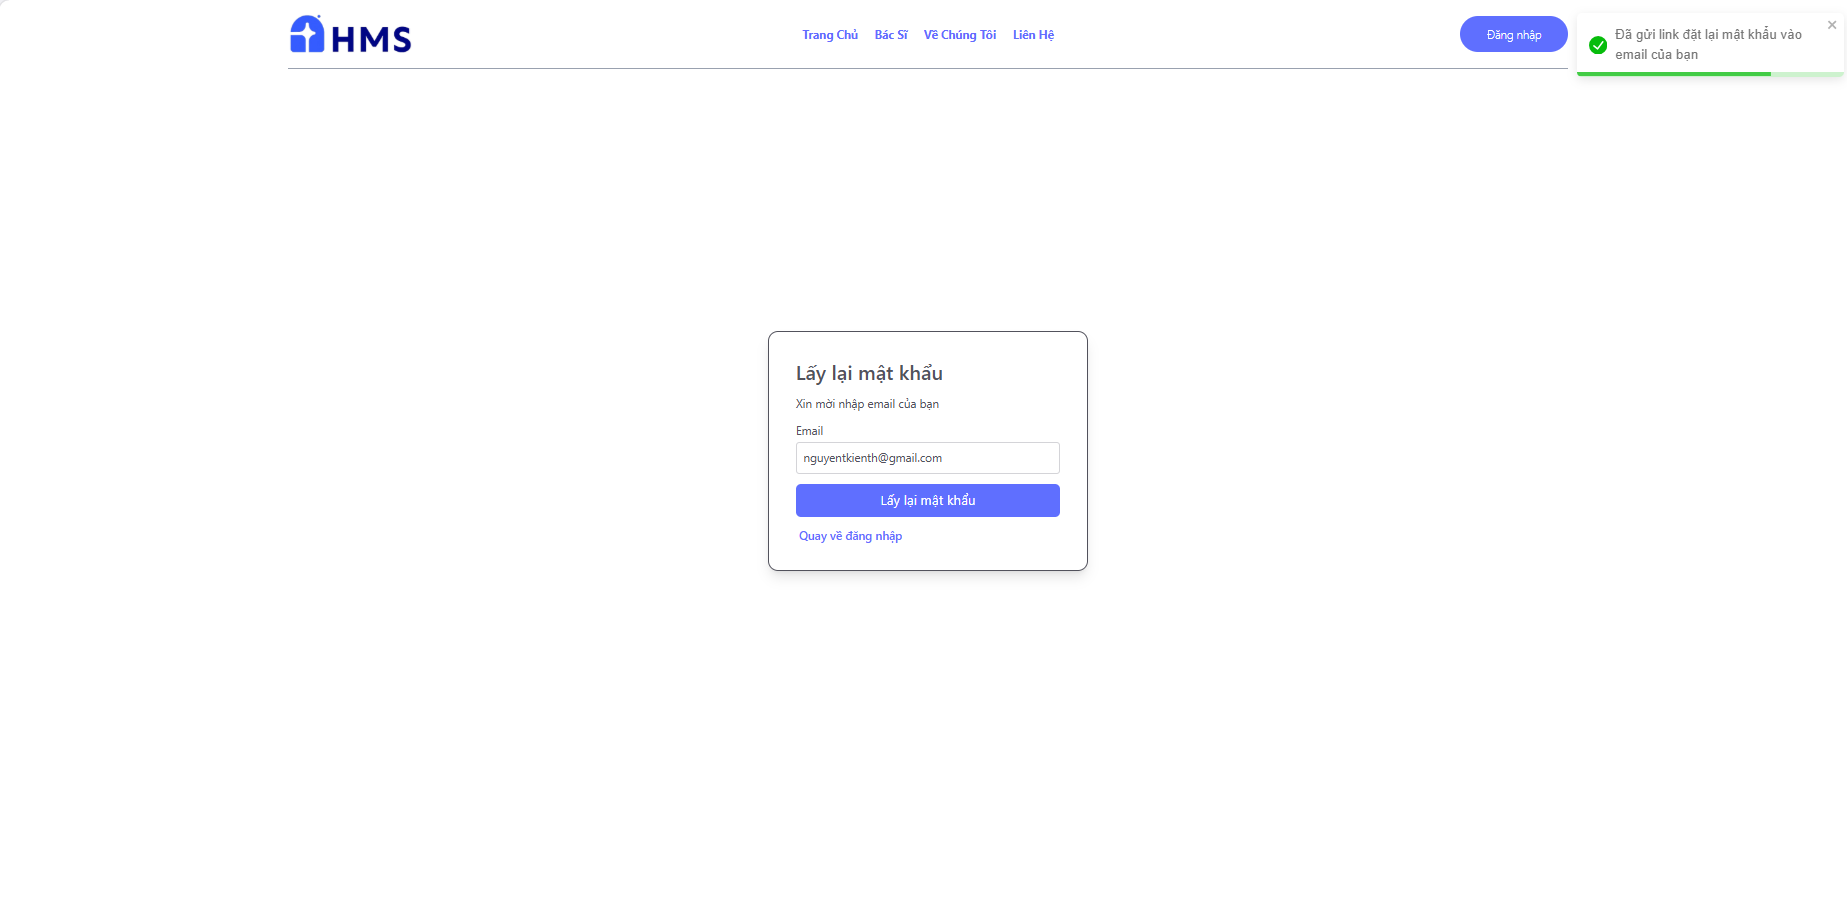 HMS
Trang Chủ Bác Sĩ Về Chúng Tôi Liên Hệ
Đăng nhập
Đã gửi link đặt lại mật khẩu vào
email của bạn
Lấy lại mật khẩu
Xin mời nhập email của bạn
Email
nguyentkienth@gmail.com
Lấy lại mật khẩu
Quay về đăng nhập